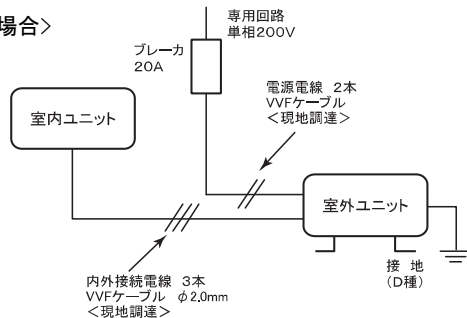 場合>
専用回路
単相200V
ブレーカ
20A
電源電線 2本
VVFケーブル
<現地調達>
室内ユニット
室外ユニット
内外接続電線 3本
VVFケーブル φ2.0mm
<現地調達>
接 地
(D種)